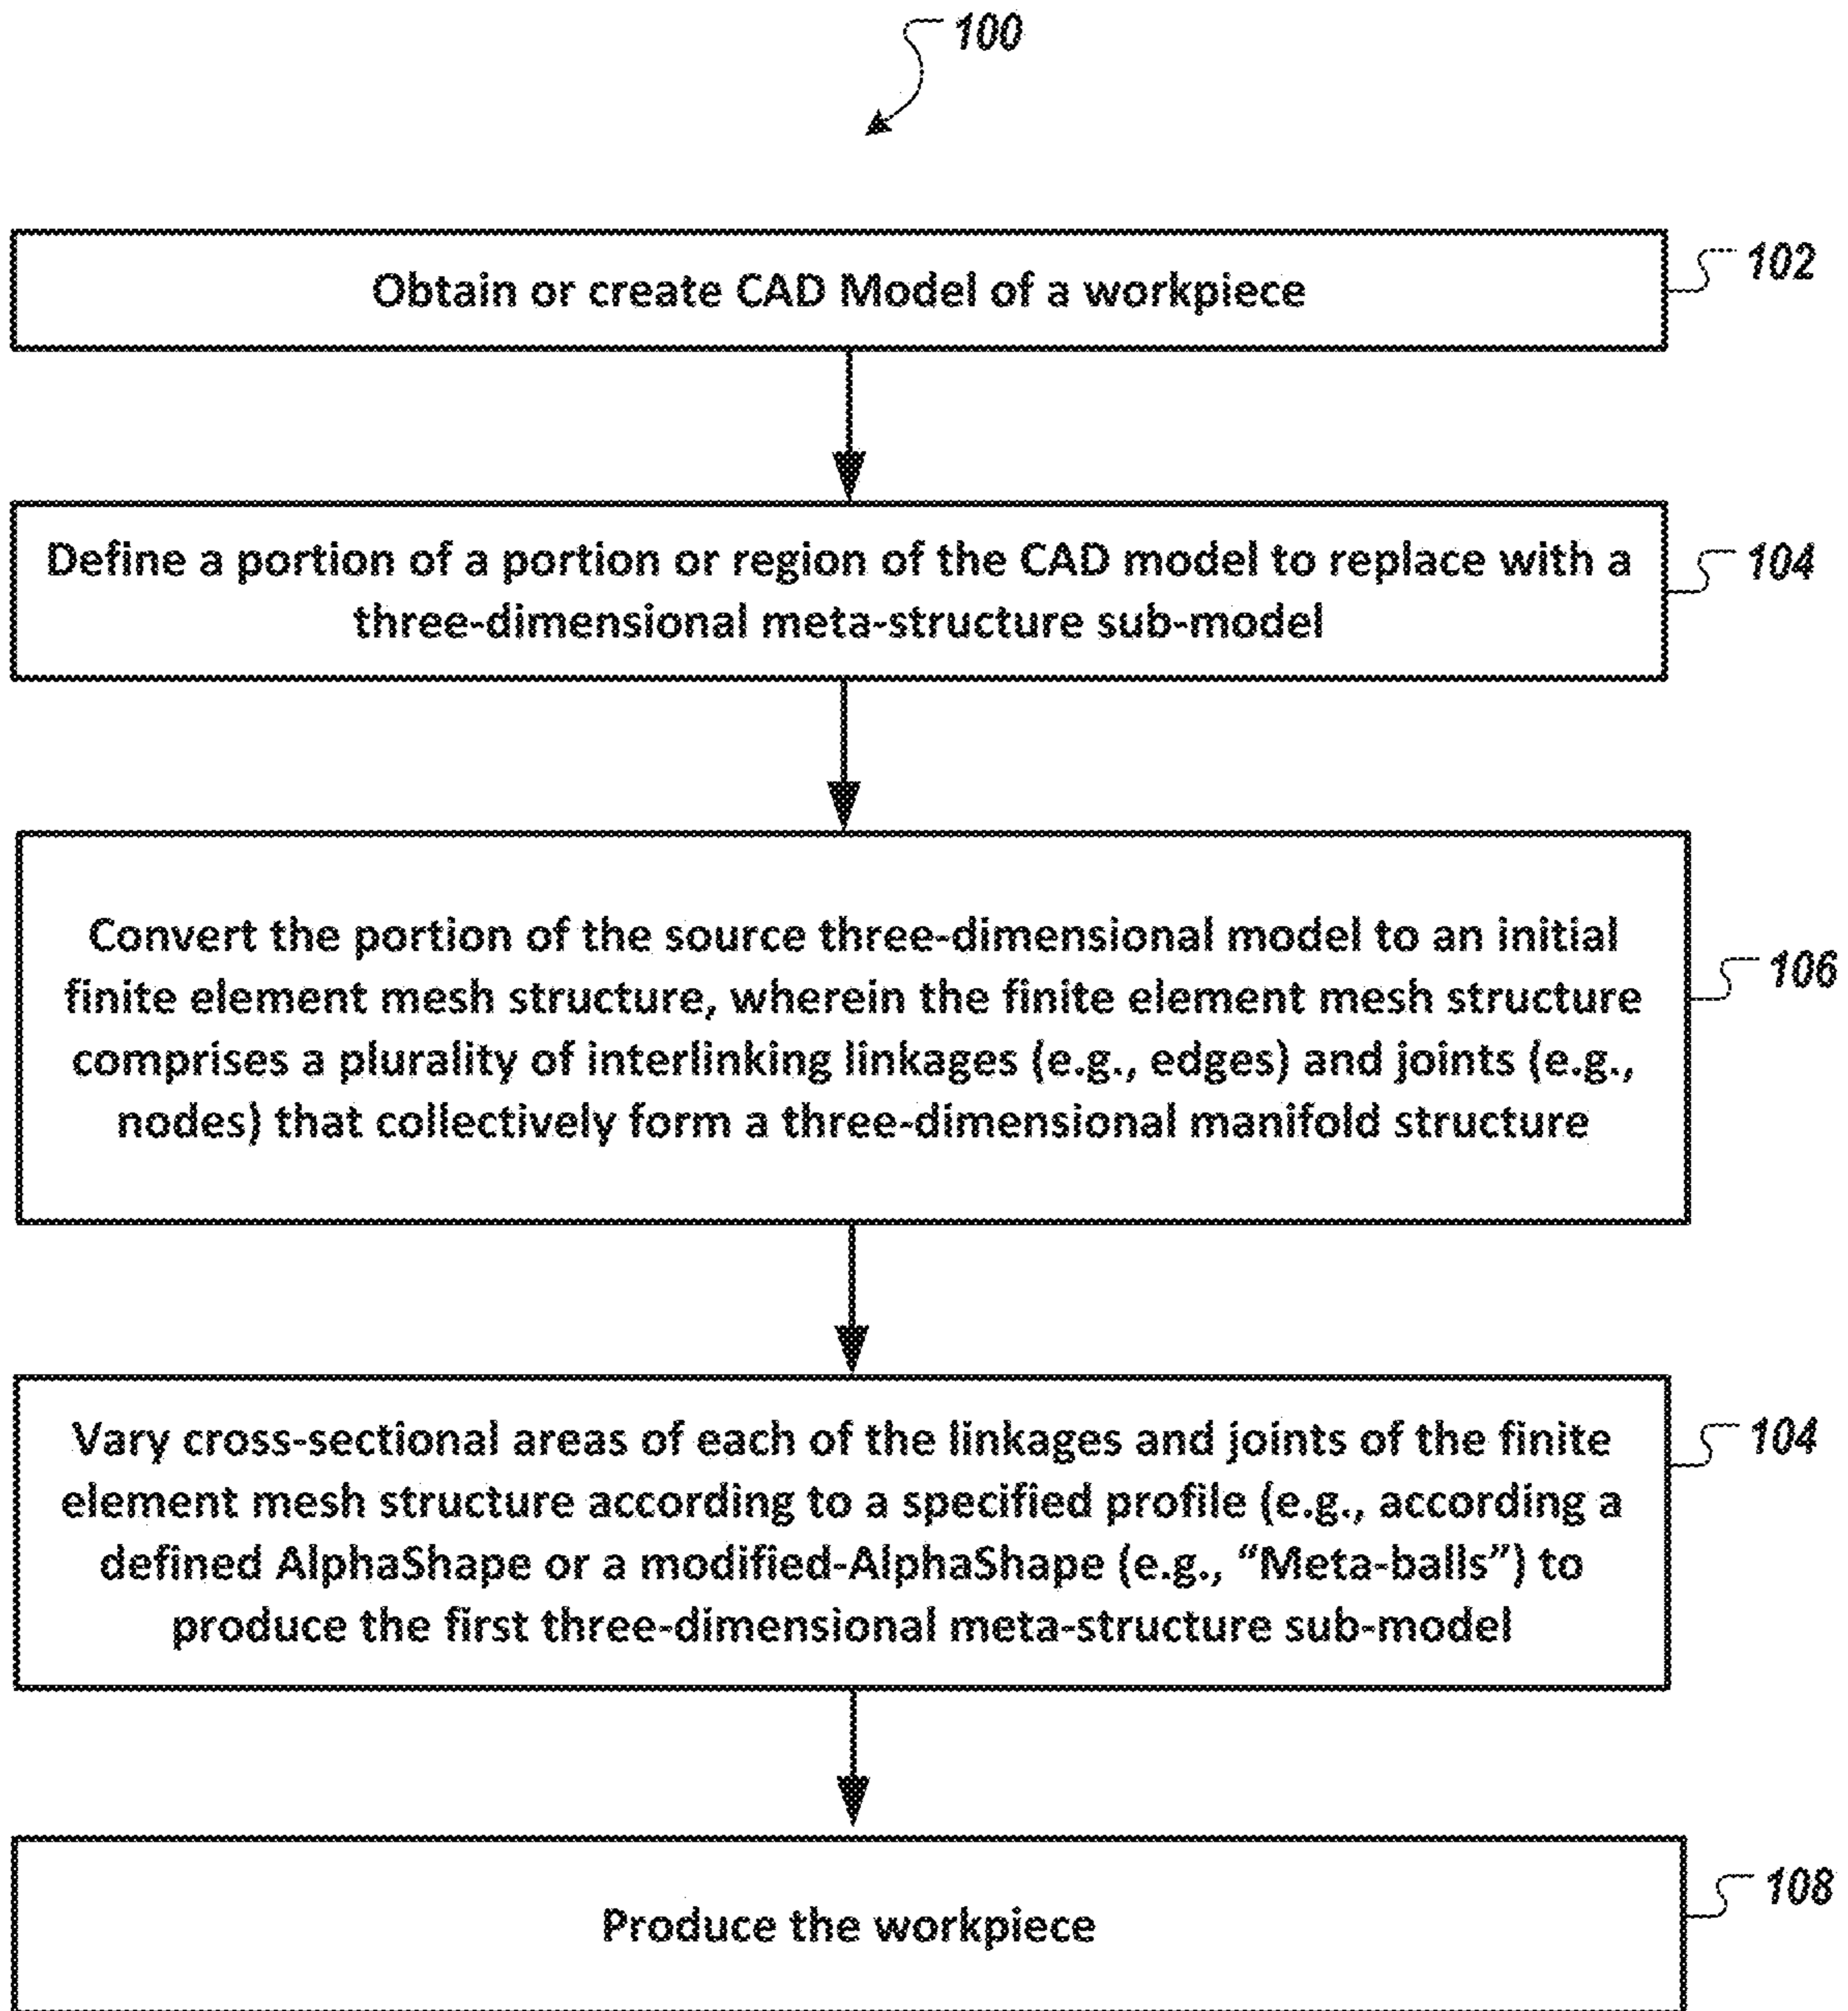 100
Obtain or create CAD Model of a workpiece
102
Define a portion of a portion or region of the CAD model to replace with a
three-dimensional meta-structure sub-model
104
Convert the portion of the source three-dimensional model to an initial
finite element mesh structure, wherein the finite element mesh structure
comprises a plurality of interlinking linkages (e.g., edges) and joints (e.g.,
nodes) that collectively form a three-dimensional manifold structure
106
Vary cross-sectional areas of each of the linkages and joints of the finite
element mesh structure according to a specified profile (e.g., according a
defined AlphaShape or a modified-AlphaShape (e.g., “Meta-balls”) to
produce the first three-dimensional meta-structure sub-model
104
Produce the workpiece
108